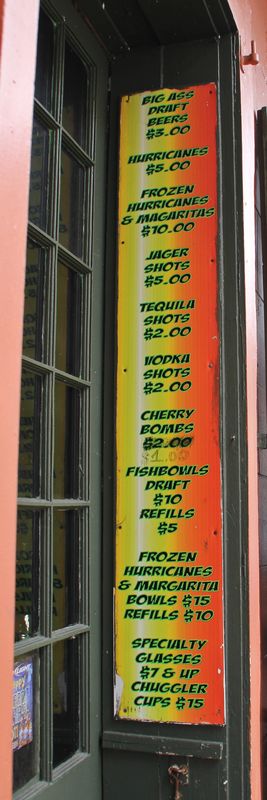 BIG ASS
DRAFT
BEERS
$3.00
HURRICANES
$5.00
FROZEN
HURRICANES
& MAGARITAS
$10.00
JAGER
SHOTS
$5.00
TEQUILA
SHOTS
$2.00
VODKA
SHOTS
$2.00
CHERRY
BOMBS
$2.00
$1.00
FISHBOWLS
DRAFT
$10
REFILLS
$5
FROZEN
HURRICANES
& MARGARITA
BOWLS $15
REFILLS $10
SPECIALTY
GLASSES
$7 & UP
CHUGGLER
CUPS $15